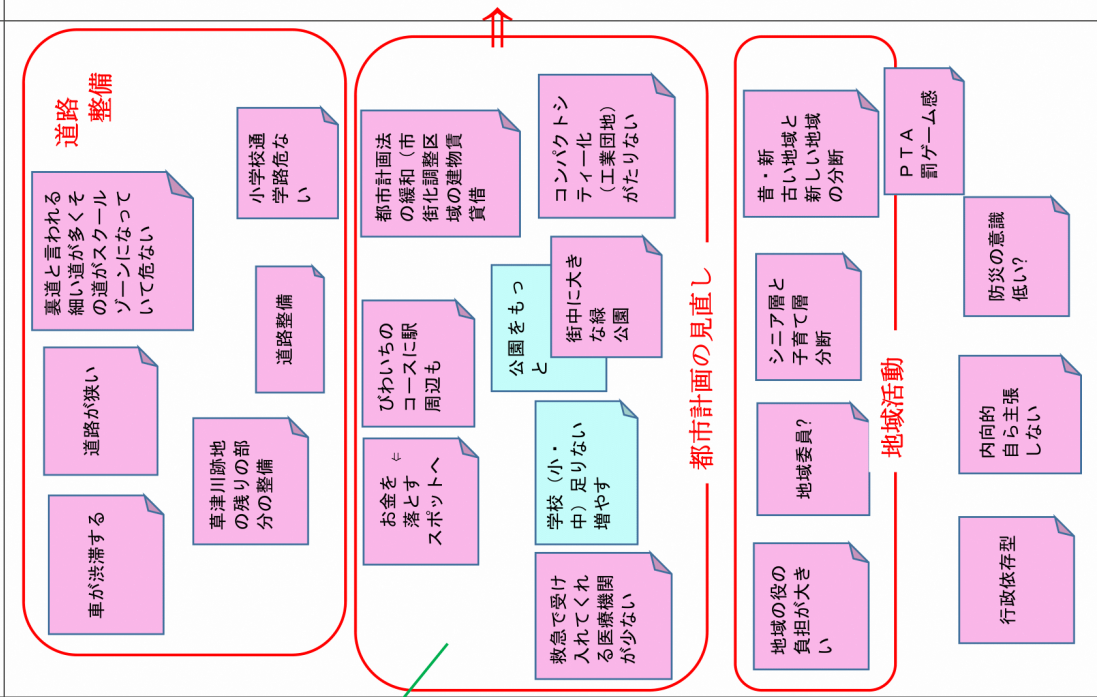 道路
整備
車が渋滞する
道路が狭い
裏道と言われる
細い道が多くそ
の道がスクール
ゾーンになって
いて危ない
草津川跡地
の残りの部
分の整備
道路整備
小学校通
学路危な
い
お金を ⇐
落とす
スポットへ
びわいちの
コースに駅
周辺も
都市計画法
の緩和（市
街化調整区
域の建物賃
貸借
救急で受け
入れてくれ
る医療機関
が少ない
学校（小・
中）足りない
増やす
公園をもっ
と
街中に大き
な緑
公園
コンパクトシ
ティー化
（工業団地）
がたりない
⇒
都市計画の見直し
地域の役の
負担が大き
い
地域委員？
シニア層と
子育て層
分断
昔・新
古い地域と
新しい地域
の分断
地域活動
ＰＴＡ
罰ゲーム感
行政依存型
内向的
自ら主張
しない
防災の意識
低い？